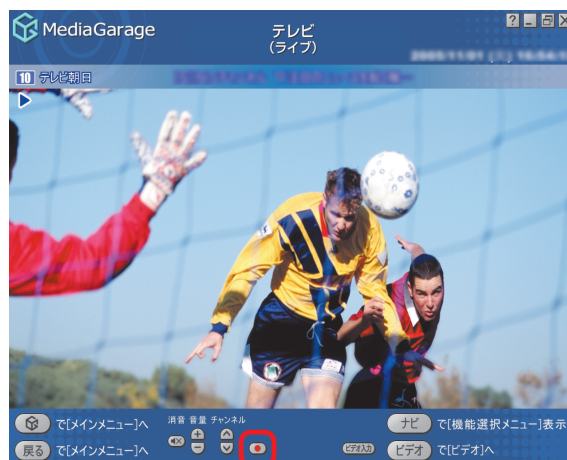 MediaGarage
テレビ
(ライブ)
10 テレビ朝日
で[メインメニュー]へ
消音 音量 チャンネル
ナビ で[機能選択メニュー]表示
戻る で[メインメニュー]へ
ビデオ入力
ビデオ で[ビデオ]へ